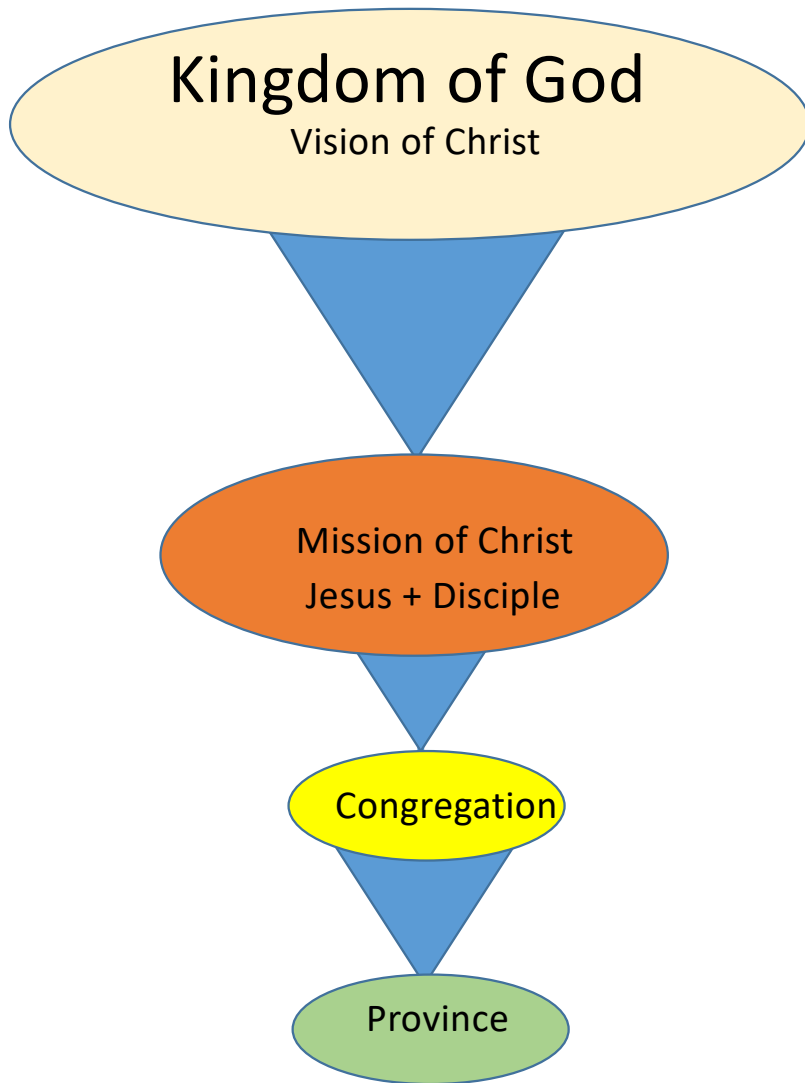 Kingdom of God
Vision of Christ
Mission of Christ
Jesus + Disciple
Congregation
Province